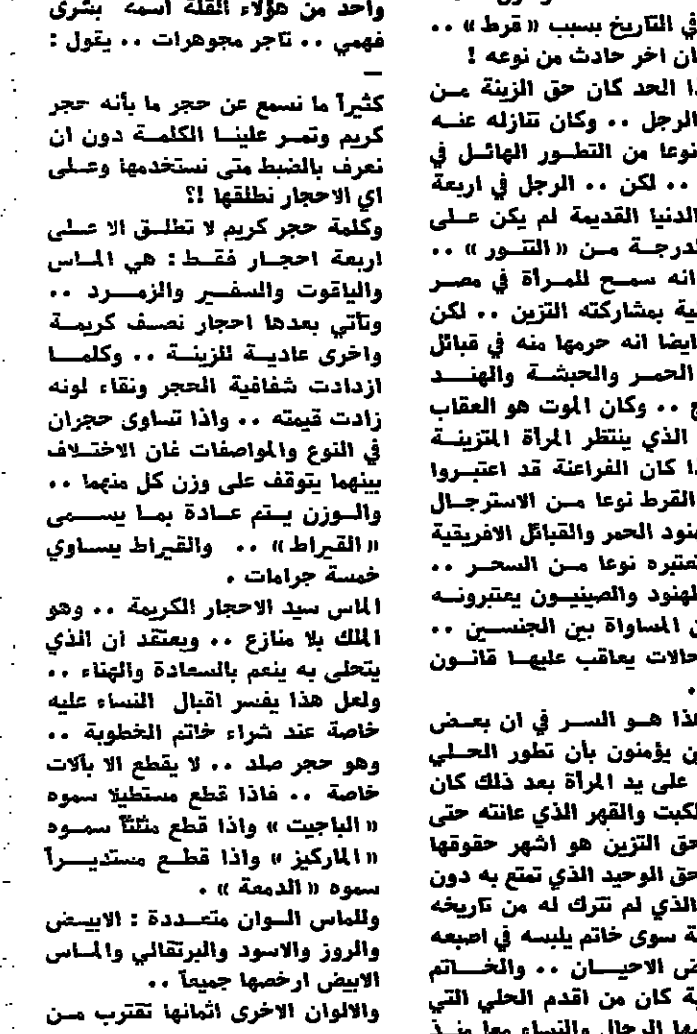 في التاريخ بسبب « قرط » ..
ان اخر حادث من نوعه !
ا الحد كان حق الزينة من
الرجل .. وكان تنازله عنه
نوعا من التطور الهائل في
.. لكن .. الرجل في اربعة
الدنيا القديمة لم يكن على
لدرجة من « التنور » ..
انه سمح للمرأة في مصر
ية بمشاركته التزين .. لكن
ايضا انه حرمها منه في قبائل
الحمر والحبشة والهند
.. وكان الموت هو العقاب
الذي ينتظر المرأة المتزينة
ا كان الفراعنة قد اعتبروا
القرط نوعا من الاسترجال
هنود الحمر والقبائل الافريقية
عتبره نوعا من السحر ..
لهنود والصينيون يعتبرونه
المساواة بين الجنسين ..
حالات يعاقب عليها قانون
.
هذا هو السر في ان بعض
ن يؤمنون بأن تطور الحلي
على يد المرأة بعد ذلك كان
لكبت والقهر الذي عانته حتى
حق التزين هو اشهر حقوقها
حق الوحيد الذي تمتع به دون
الذي لم تترك له من تاريخه
ة سوى خاتم يلبسه في اصبعه
ض الاحيان .. والخاتم
ة كان من اقدم الحلي التي
ها الرجال والنساء معا منذ
واحد من هؤلاء القلة اسمه بشرى
فهمي .. تاجر مجوهرات .. يقول :
—
كثيراً ما نسمع عن حجر ما بأنه حجر
كريم وتمر علينا الكلمة دون ان
نعرف بالضبط متى نستخدمها وعلى
اي الاحجار نطلقها !؟
وكلمة حجر كريم لا تطلق الا على
اربعة احجار فقط : هي الماس
والياقوت والسفير والزمرد ..
وتأتي بعدها احجار نصف كريمة
واخرى عادية للزينة .. وكلما
ازدادت شفافية الحجر ونقاء لونه
زادت قيمته .. واذا تساوى حجران
في النوع والمواصفات فان الاختلاف
بينهما يتوقف على وزن كل منهما ..
والوزن يتم عادة بما يسمى
« القيراط » .. والقيراط يساوي
خمسة جرامات .
الماس سيد الاحجار الكريمة .. وهو
الملك بلا منازع .. ويعتقد ان الذي
يتحلى به ينعم بالسعادة والهناء ..
ولعل هذا يفسر اقبال النساء عليه
خاصة عند شراء خاتم الخطوبة ..
وهو حجر صلد .. لا يقطع الا بآلات
خاصة .. فاذا قطع مستطيلا سموه
« الباجيت » واذا قطع مثلثاً سموه
« الماركيز » واذا قطع مستديراً
سموه « الدمعة » .
وللماس الوان متعددة : الابيض
والروز والاسود والبرتقالي والماس
الابيض ارخصها جميعاً ..
والالوان الاخرى اثمانها تقترب من